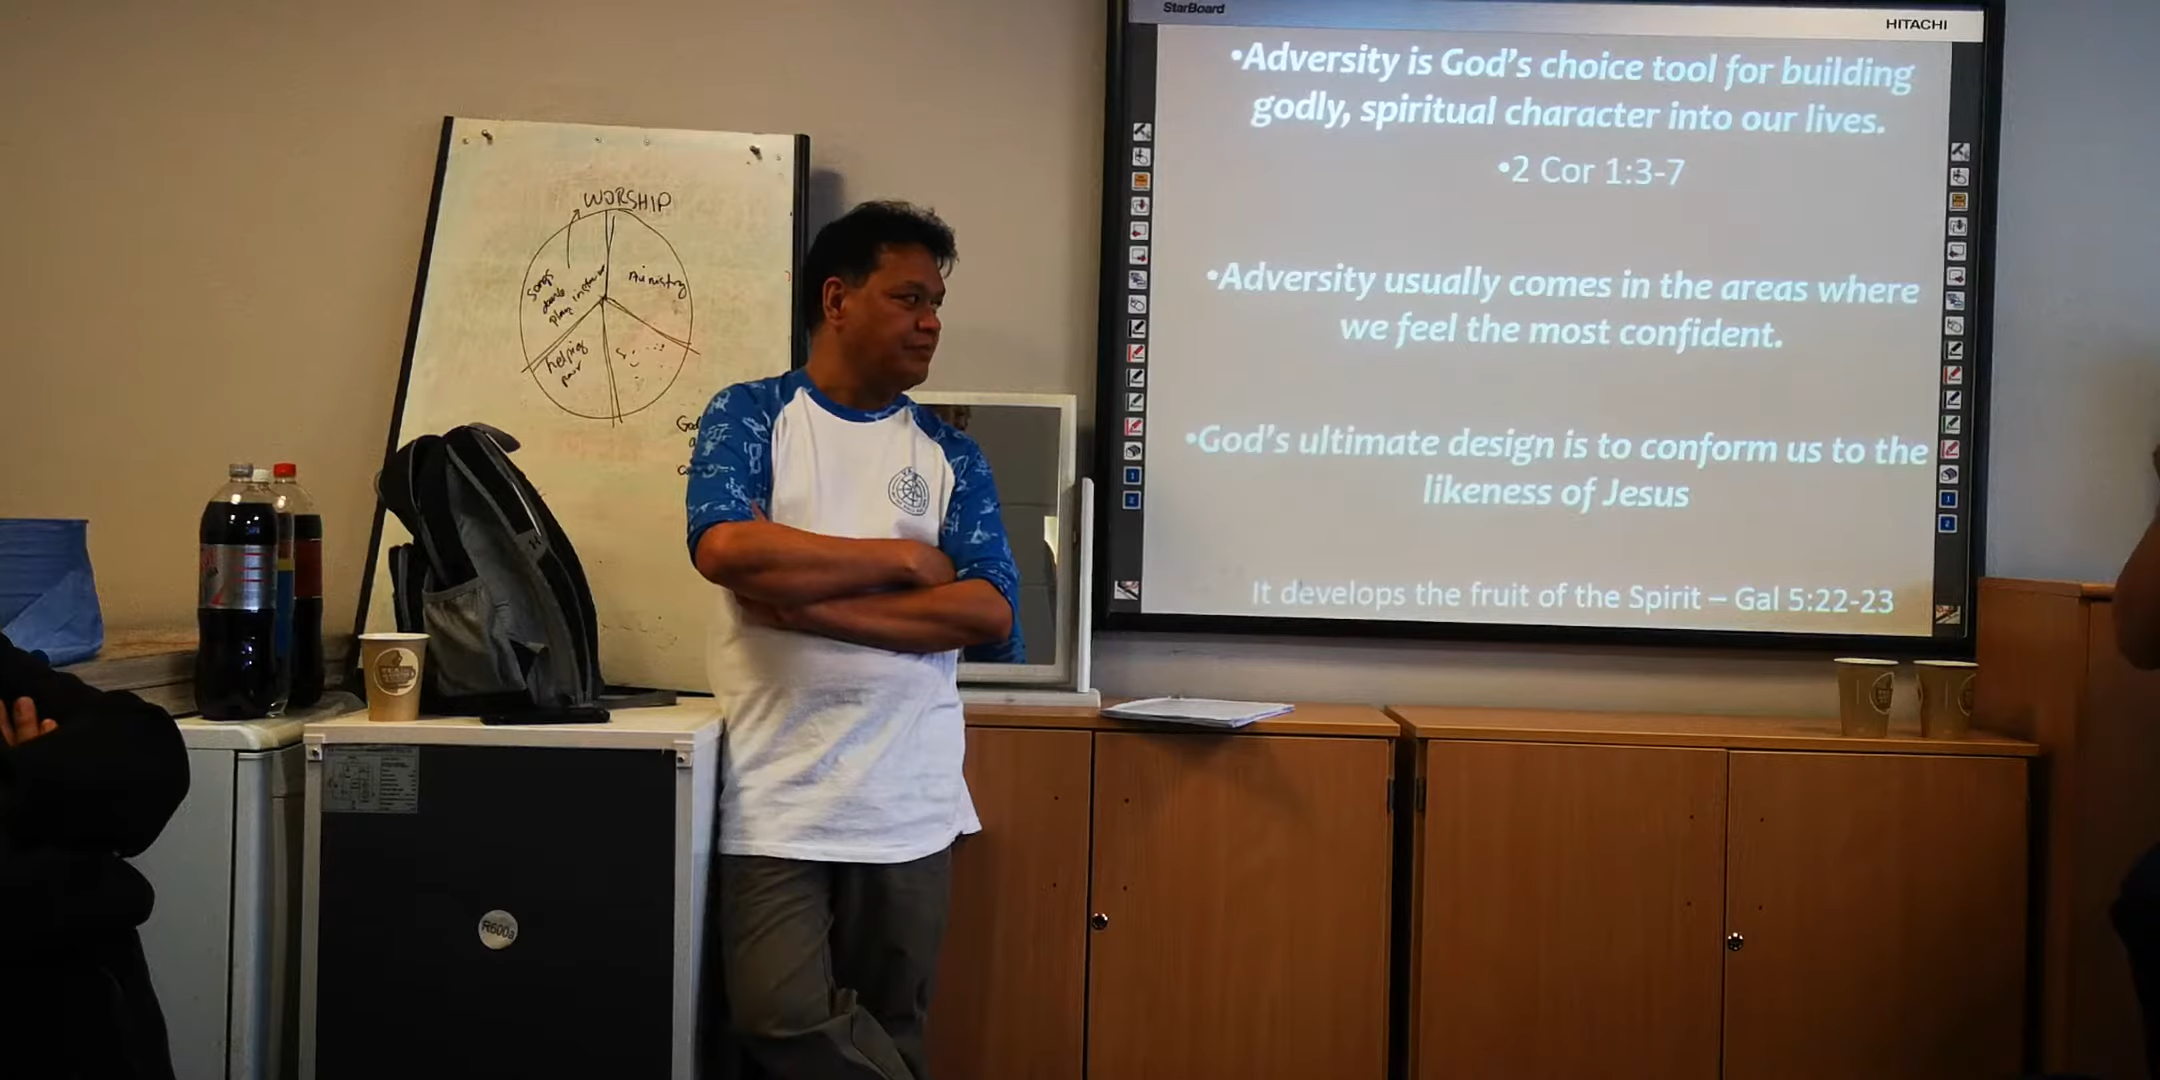 StarBoard
HITACHI
•Adversity is God's choice tool for building
godly, spiritual character into our lives.
•2 Cor 1:3-7
•Adversity usually comes in the areas where
we feel the most confident.
•God's ultimate design is to conform us to the
likeness of Jesus
It develops the fruit of the Spirit – Gal 5:22-23
WORSHIP
songs
play
helping
R600a